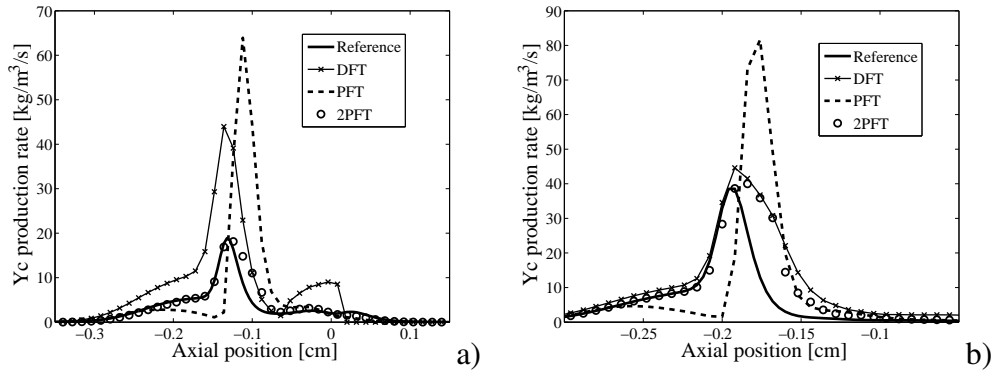 70
60
50
40
30
20
10
0
Yc production rate [kg/m³/s]
Reference
DFT
PFT
2PFT
−0.3 −0.2 −0.1 0 0.1
Axial position [cm]
a)
90
80
70
60
50
40
30
20
10
0
Yc production rate [kg/m³/s]
Reference
DFT
PFT
2PFT
−0.25 −0.2 −0.15 −0.1
Axial position [cm]
b)